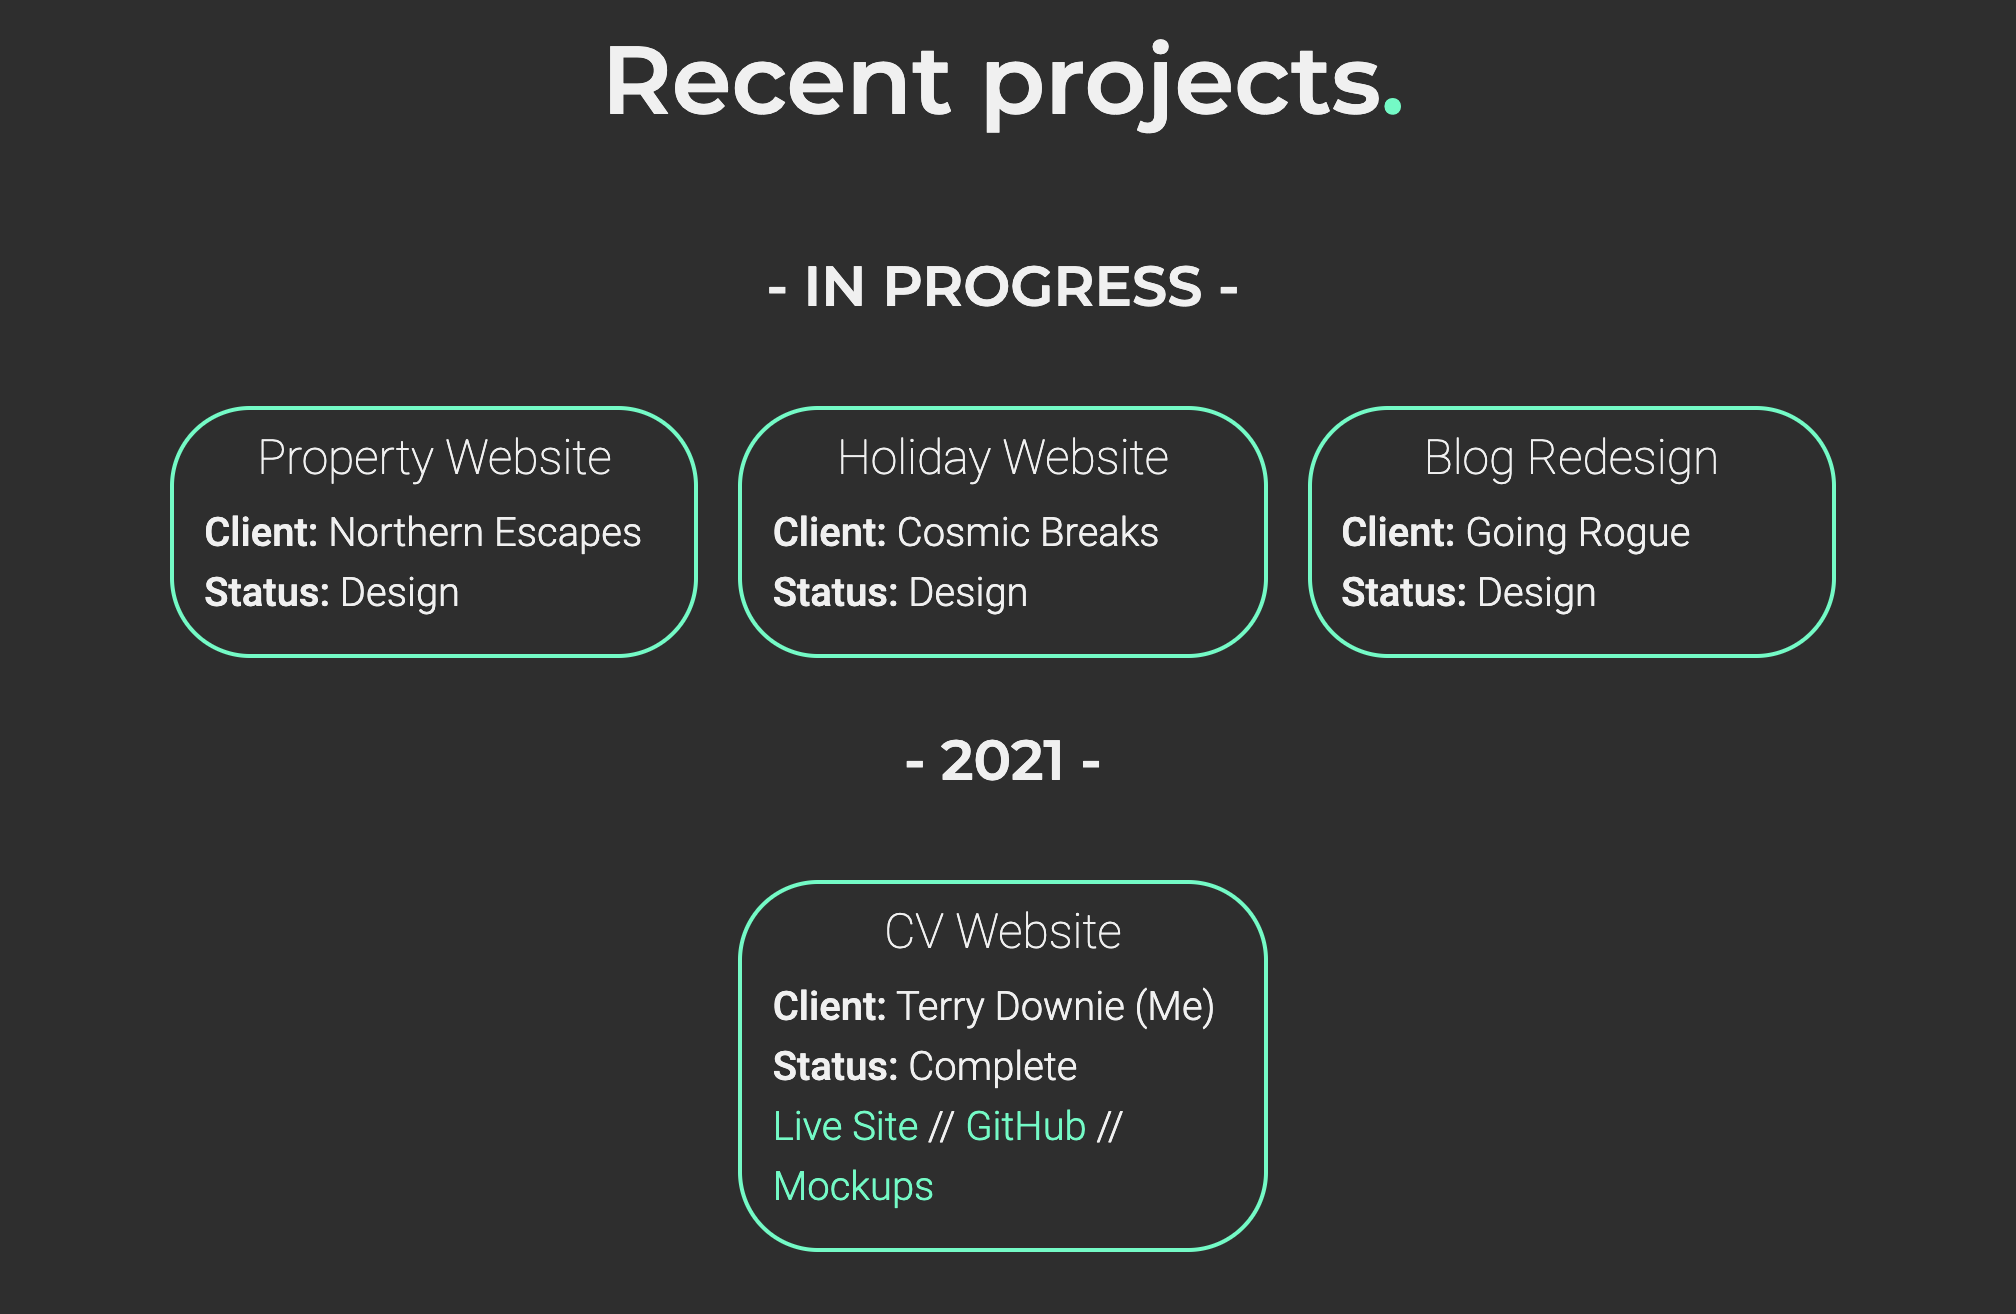 Recent projects.
- IN PROGRESS -
Property Website
Client: Northern Escapes
Status: Design
Holiday Website
Client: Cosmic Breaks
Status: Design
Blog Redesign
Client: Going Rogue
Status: Design
- 2021 -
CV Website
Client: Terry Downie (Me)
Status: Complete
Live Site // GitHub //
Mockups